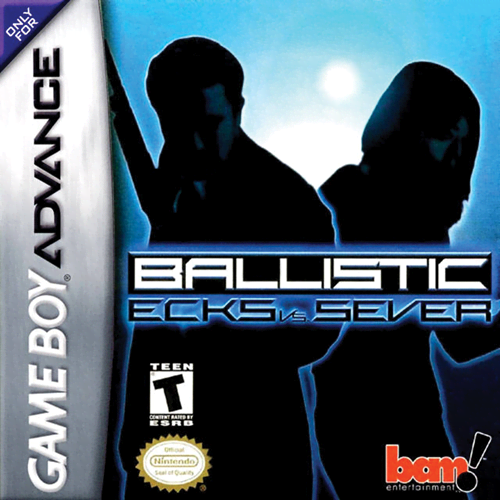 ONLY
FOR
GAME BOY ADVANCE
BALLISTIC
ECKS VS. SEVER
TEEN
T
CONTENT RATED BY
ESRB
Official
Nintendo
Seal of Quality
bam!
entertainment